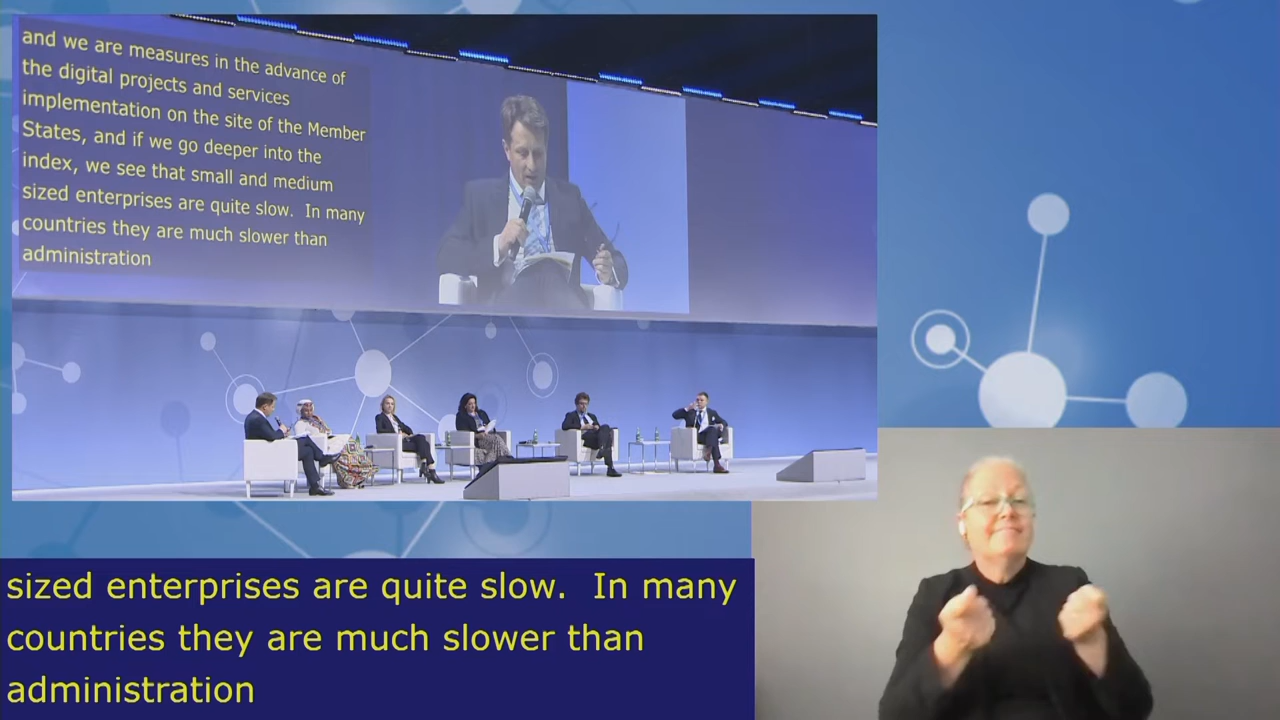 and we are measures in the advance of
the digital projects and services
implementation on the site of the Member
States, and if we go deeper into the
index, we see that small and medium
sized enterprises are quite slow.  In many
countries they are much slower than
administration
sized enterprises are quite slow.  In many
countries they are much slower than
administration